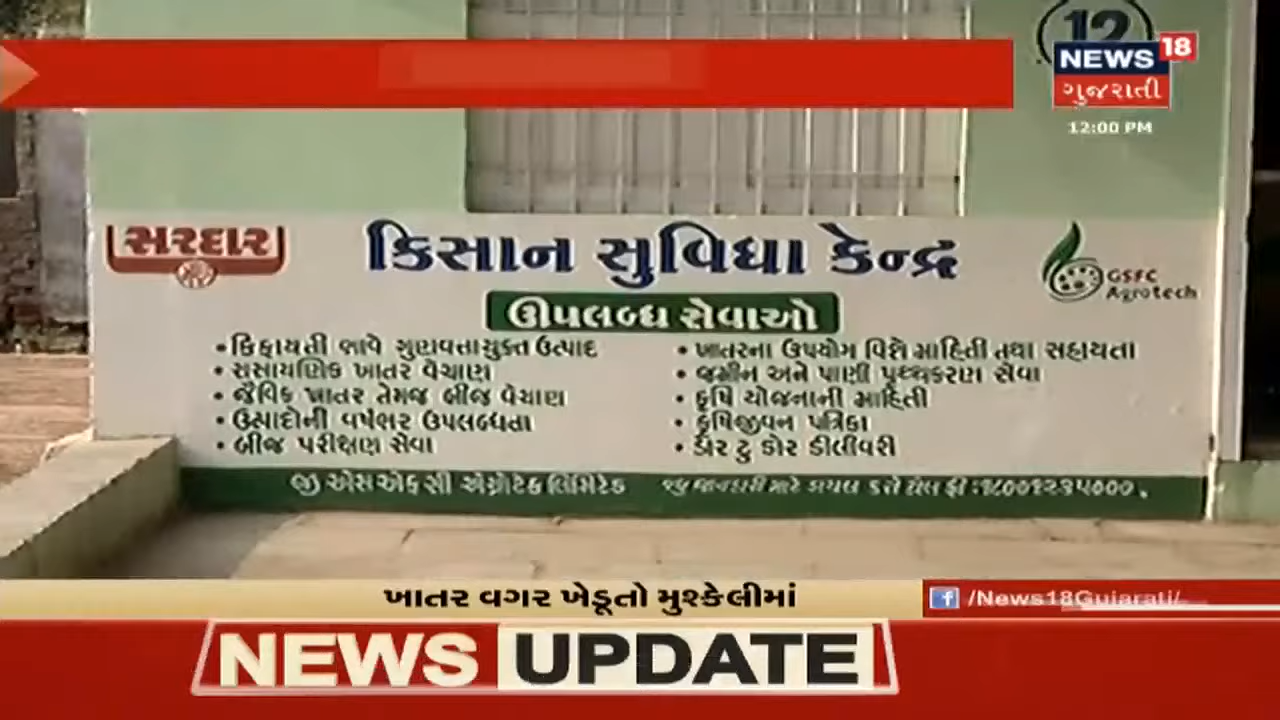 12
NEWS 18
ગુજરાતી
12:00 PM
સરદાર
કિસાન સુવિધા કેન્દ્ર
GSFC
Agrotech
ઊપલબ્ધ સેવાઓ
• કિફાયતી ભાવે ગુણવત્તાયુક્ત ઉત્પાદ
• રાસાયણિક ખાતર વેચાણ
• જૈવિક ખાતર તેમજ બીજ વેચાણ
• ઉત્પાદોની વર્ષભર ઉપલબ્ધતા
• બીજ પરીક્ષણ સેવા
• ખાતરના ઉપયોગ વિશે માહિતી તથા સહાયતા
• જમીન અને પાણી પૃથ્થકરણ સેવા
• કૃષિ યોજનાની માહિતી
• કૃષિજીવન પત્રિકા
• ડોર ટુ ડોર ડીલીવરી
જી એસ એફ સી એગ્રોટેક લિમિટેડ
ખાતર વગર ખેડૂતો મુશ્કેલીમાં
/News18Gujarati/
NEWS UPDATE